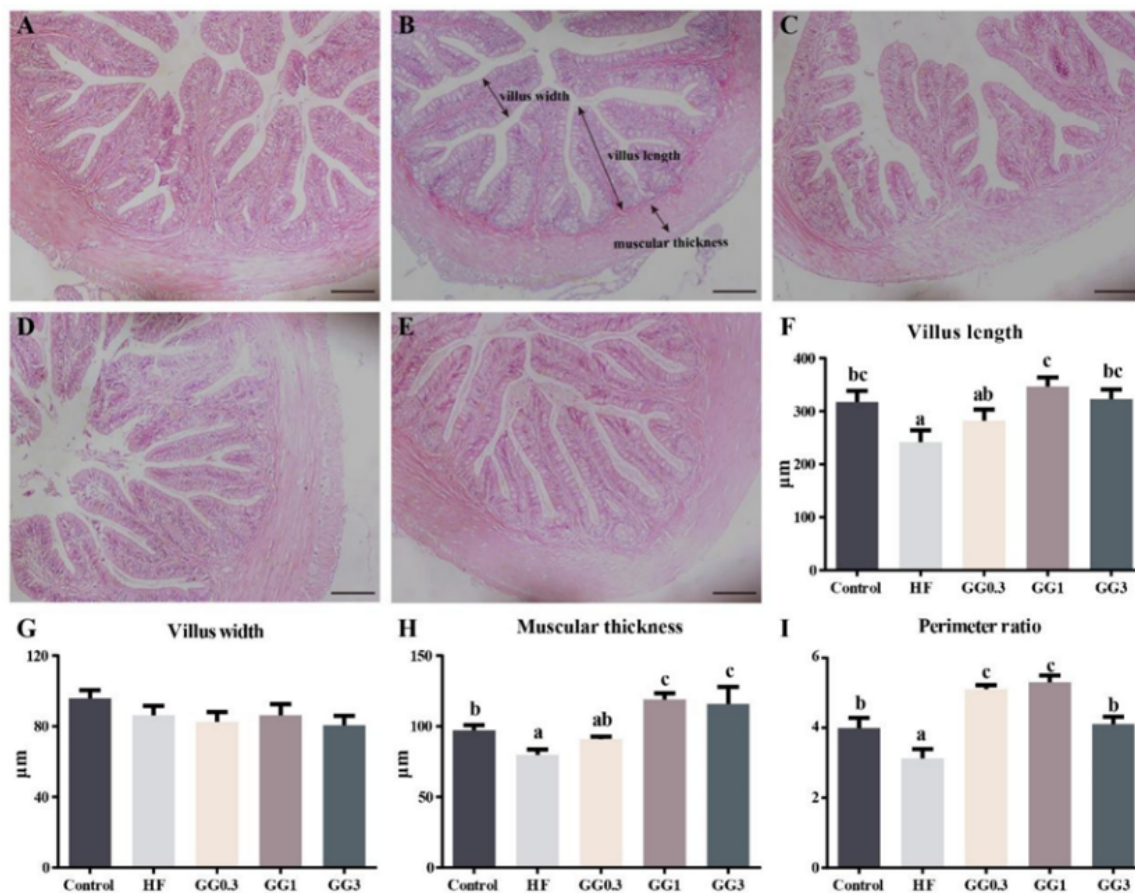 A
B
C
villus width
villus length
muscular thickness
D
E
F
Villus length
400
300
200
100
0
μm
bc
a
ab
c
bc
Control HF GG0.3 GG1 GG3
G
Villus width
120
80
40
0
μm
Control HF GG0.3 GG1 GG3
H
Muscular thickness
150
100
50
0
μm
b
a
ab
c
c
Control HF GG0.3 GG1 GG3
I
Perimeter ratio
6
4
2
0
b
a
c
c
b
Control HF GG0.3 GG1 GG3